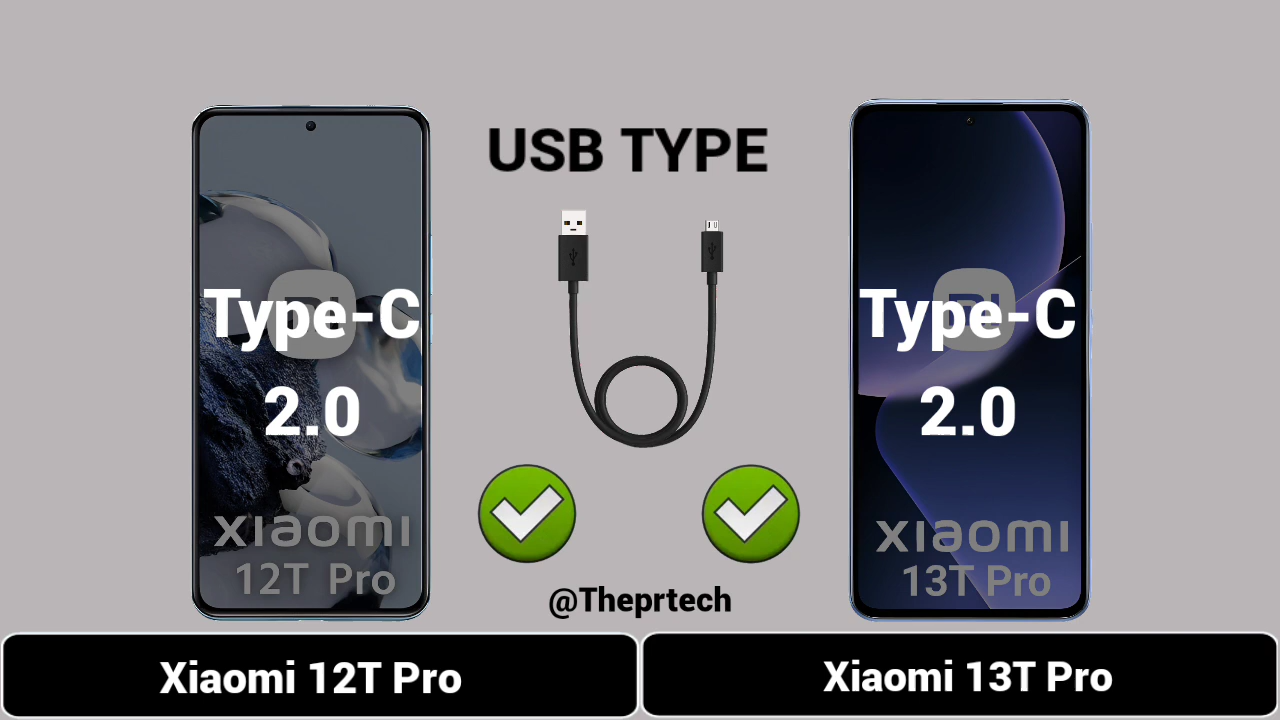 USB TYPE
Type-C
2.0
xiaomi
12T Pro
Type-C
2.0
xiaomi
13T Pro
@Theprtech
Xiaomi 12T Pro
Xiaomi 13T Pro